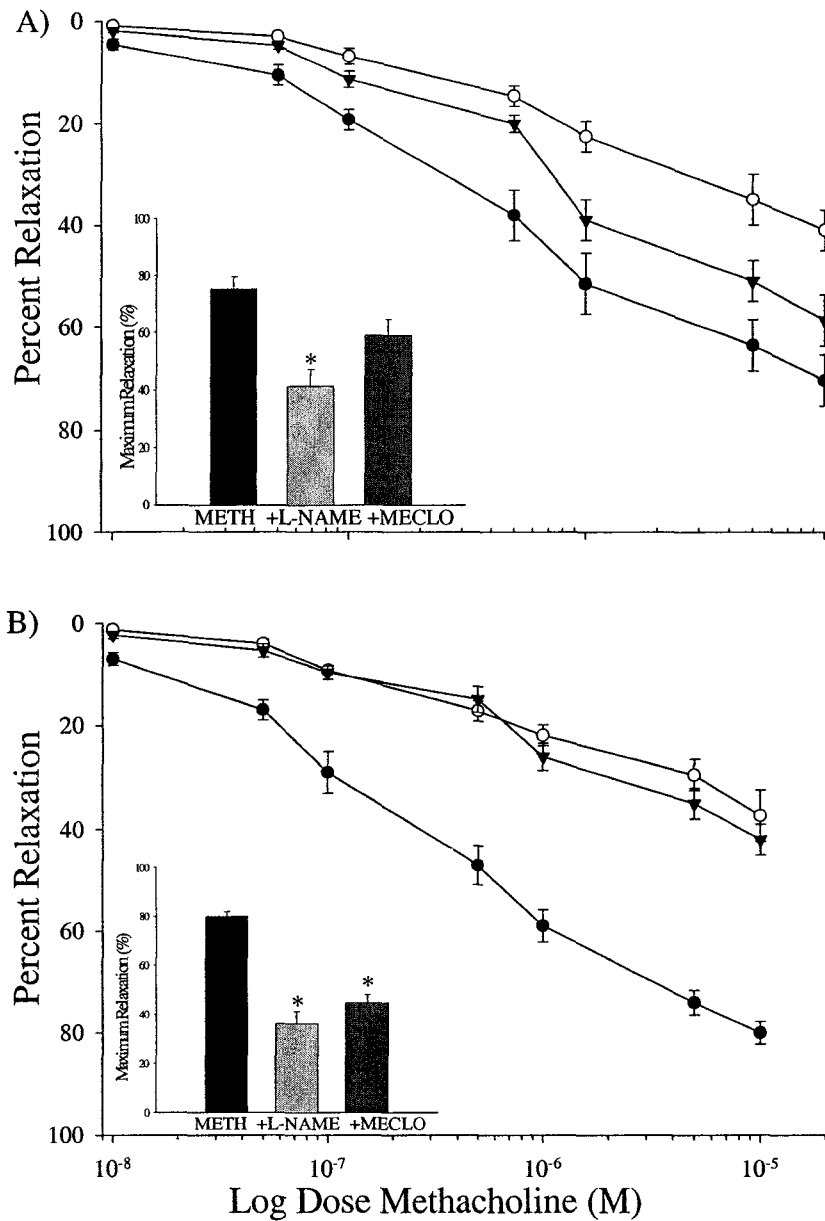 A)
Percent Relaxation
0
20
40
60
80
100
Maximum Relaxation (%)
100
80
60
40
20
0
*
METH +L-NAME +MECLO
B)
Percent Relaxation
0
20
40
60
80
100
Maximum Relaxation (%)
100
80
60
40
20
0
* *
METH +L-NAME +MECLO
10⁻⁸ 10⁻⁷ 10⁻⁶ 10⁻⁵
Log Dose Methacholine (M)